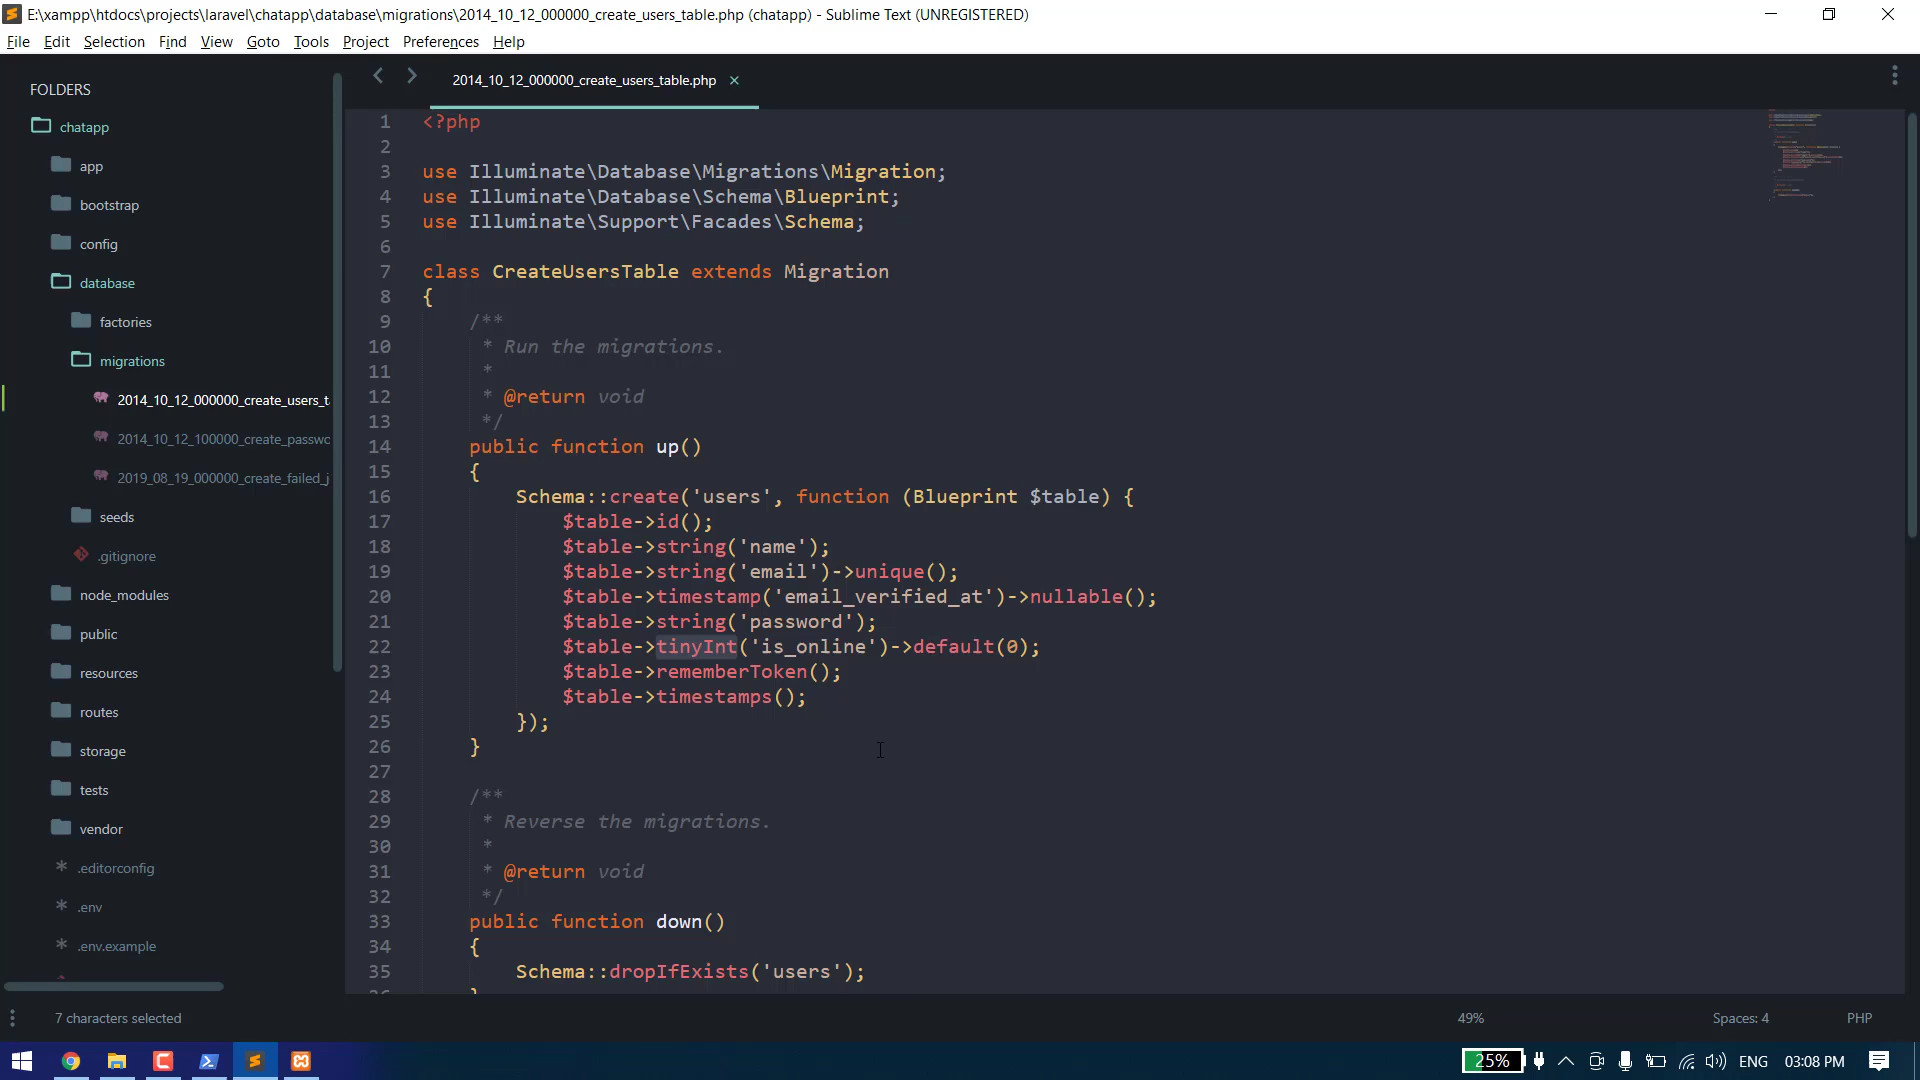 E:\xampp\htdocs\projects\laravel\chatapp\database\migrations\2014_10_12_000000_create_users_table.php (chatapp) - Sublime Text (UNREGISTERED)
File Edit Selection Find View Goto Tools Project Preferences Help
FOLDERS
chatapp
app
bootstrap
config
database
factories
migrations
2014_10_12_000000_create_users_t
2014_10_12_100000_create_passwo
2019_08_19_000000_create_failed_j
seeds
.gitignore
node_modules
public
resources
routes
storage
tests
vendor
.editorconfig
.env
.env.example
2014_10_12_000000_create_users_table.php ×
1 <?php
2
3 use Illuminate\Database\Migrations\Migration;
4 use Illuminate\Database\Schema\Blueprint;
5 use Illuminate\Support\Facades\Schema;
6
7 class CreateUsersTable extends Migration
8 {
9 /**
10 * Run the migrations.
11 *
12 * @return void
13 */
14 public function up()
15 {
16 Schema::create('users', function (Blueprint $table) {
17 $table->id();
18 $table->string('name');
19 $table->string('email')->unique();
20 $table->timestamp('email_verified_at')->nullable();
21 $table->string('password');
22 $table->tinyInt('is_online')->default(0);
23 $table->rememberToken();
24 $table->timestamps();
25 });
26 }
27
28 /**
29 * Reverse the migrations.
30 *
31 * @return void
32 */
33 public function down()
34 {
35 Schema::dropIfExists('users');
7 characters selected
49%
Spaces: 4
PHP
25%
ENG
03:08 PM